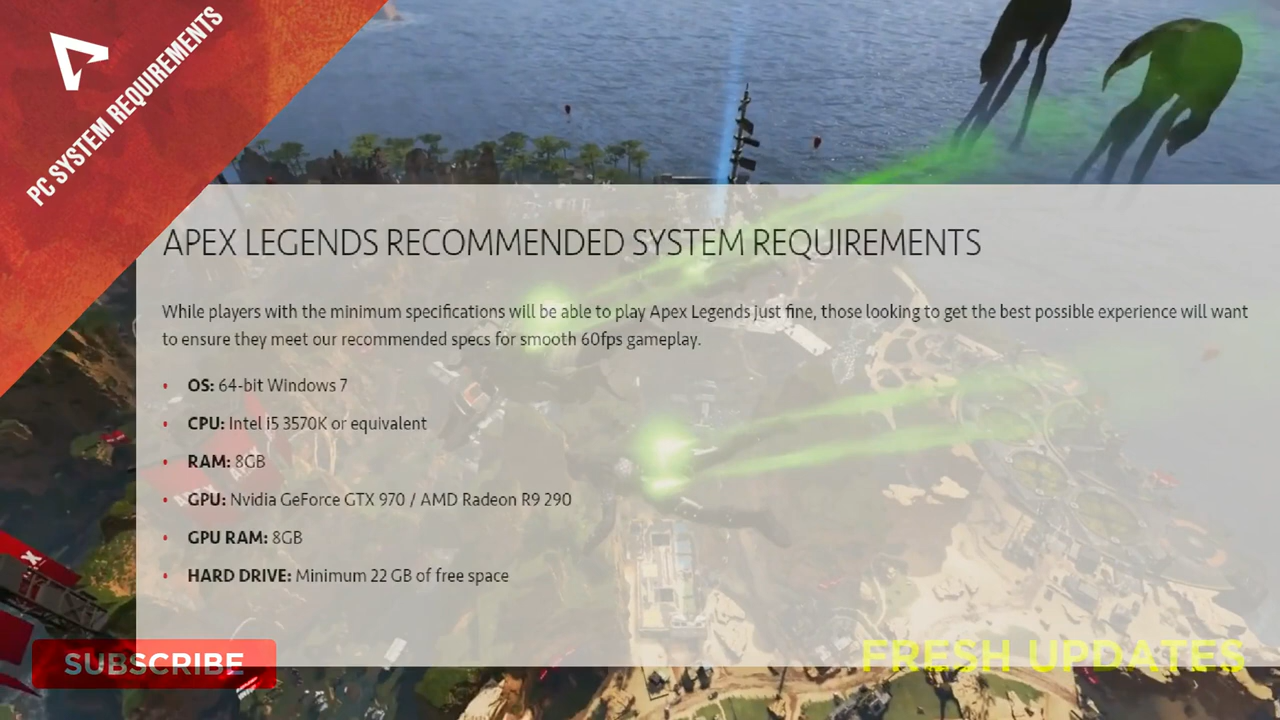 PC SYSTEM REQUIREMENTS
APEX LEGENDS RECOMMENDED SYSTEM REQUIREMENTS
While players with the minimum specifications will be able to play Apex Legends just fine, those looking to get the best possible experience will want
to ensure they meet our recommended specs for smooth 60fps gameplay.
• OS: 64-bit Windows 7
• CPU: Intel i5 3570K or equivalent
• RAM: 8GB
• GPU: Nvidia GeForce GTX 970 / AMD Radeon R9 290
• GPU RAM: 8GB
• HARD DRIVE: Minimum 22 GB of free space
SUBSCRIBE
FRESH UPDATES